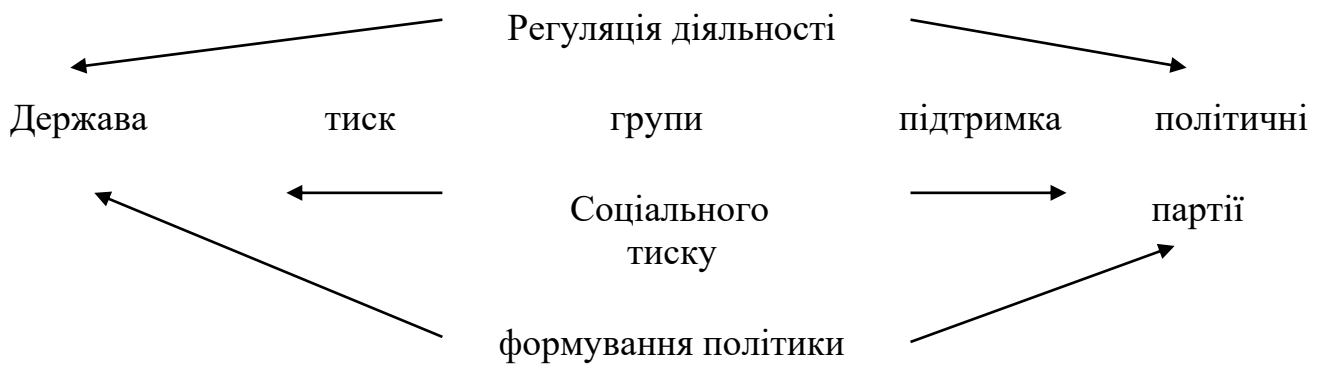 Регуляція діяльності
Держава тиск групи підтримка політичні
Соціального партії
тиску
формування політики